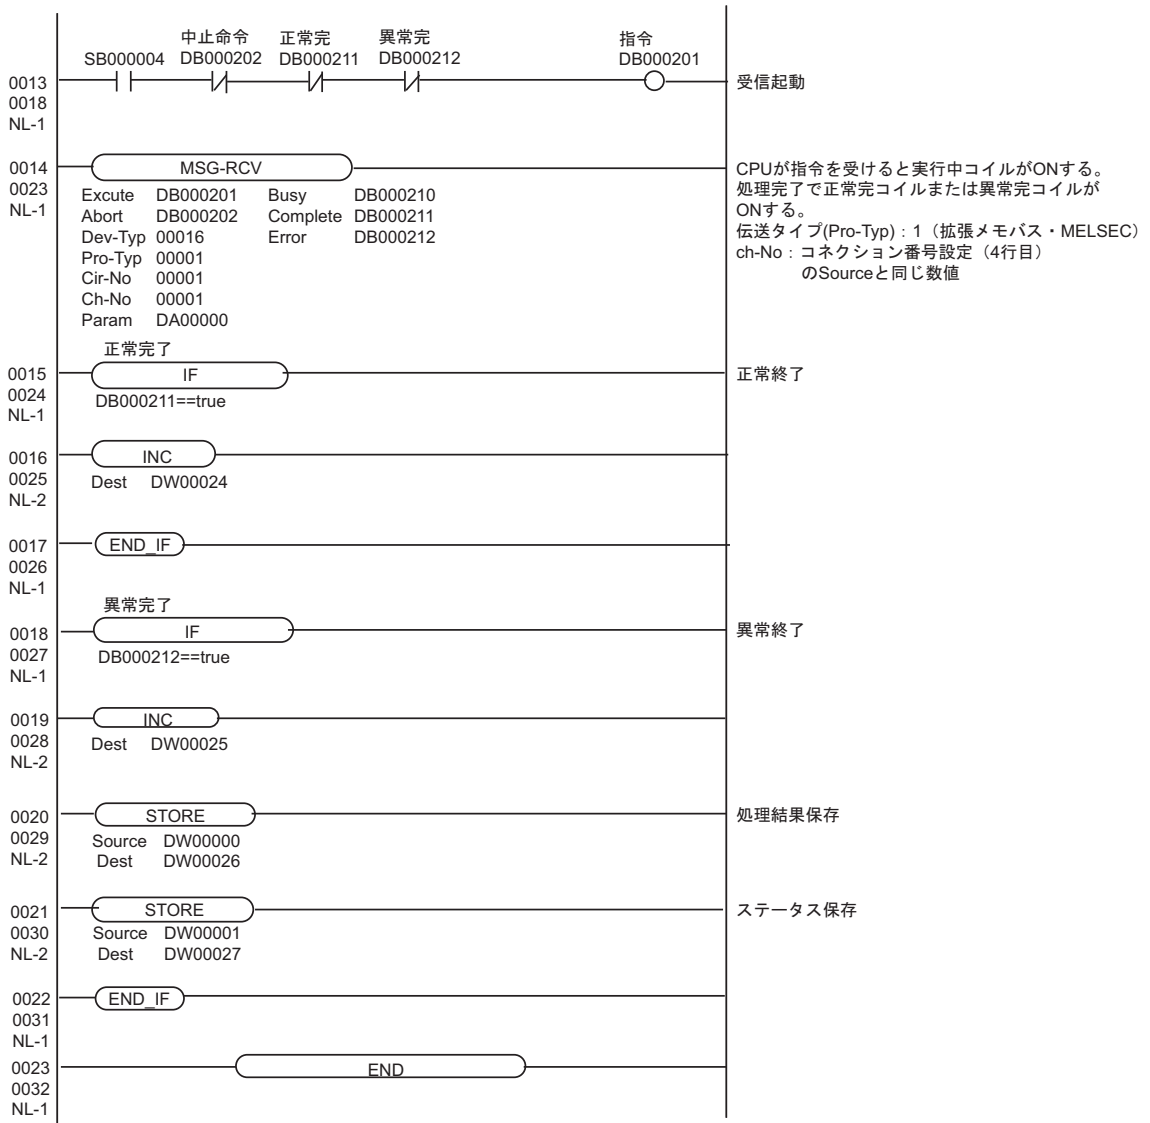 中止命令 正常完 異常完 指令
SB000004 DB000202 DB000211 DB000212 DB000201
0013 受信起動
0018
NL-1
0014 MSG-RCV CPUが指令を受けると実行中コイルがONする。
0023 Excute DB000201 Busy DB000210 処理完了で正常完コイルまたは異常完コイルが
NL-1 Abort DB000202 Complete DB000211 ONする。
Dev-Typ 00016 Error DB000212 伝送タイプ(Pro-Typ)：1（拡張メモバス・MELSEC）
Pro-Typ 00001 ch-No：コネクション番号設定（4行目）
Cir-No 00001 のSourceと同じ数値
Ch-No 00001
Param DA00000
正常完了
0015 IF 正常終了
0024 DB000211==true
NL-1
0016 INC
0025 Dest DW00024
NL-2
0017 END_IF
0026
NL-1
異常完了
0018 IF 異常終了
0027 DB000212==true
NL-1
0019 INC
0028 Dest DW00025
NL-2
0020 STORE 処理結果保存
0029 Source DW00000
NL-2 Dest DW00026
0021 STORE ステータス保存
0030 Source DW00001
NL-2 Dest DW00027
0022 END_IF
0031
NL-1
0023 END
0032
NL-1